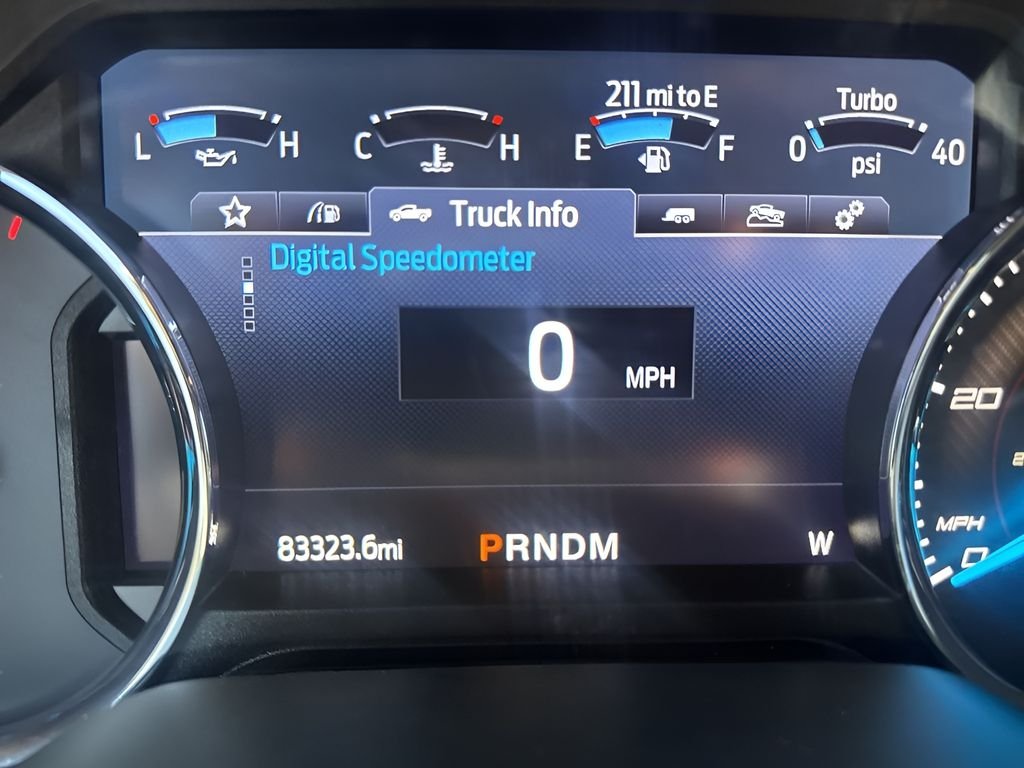 211 mi to E
Turbo
L H C H E F 0 40
psi
Truck Info
Digital Speedometer
0 MPH
20
MPH
0
83323.6mi PRNDM W